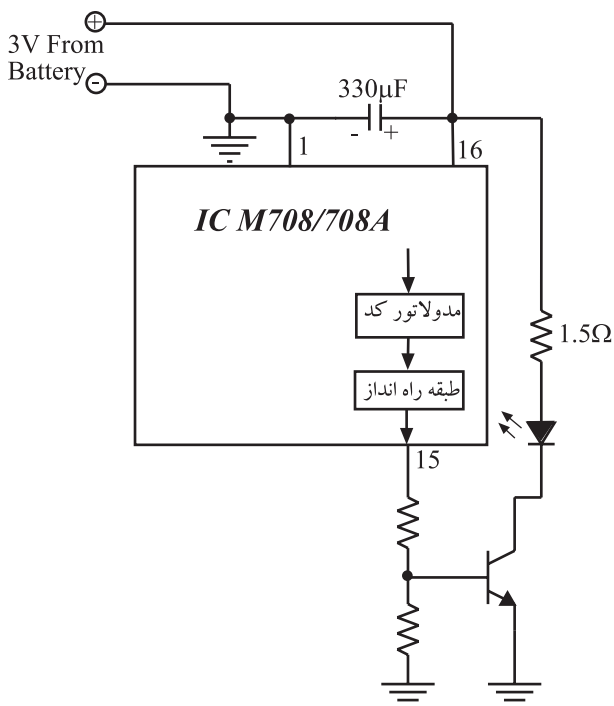 3V From
Battery
+
-
330µF
-
+
1
16
IC M708/708A
مدولاتور کد
طبقه راه انداز
1.5Ω
15